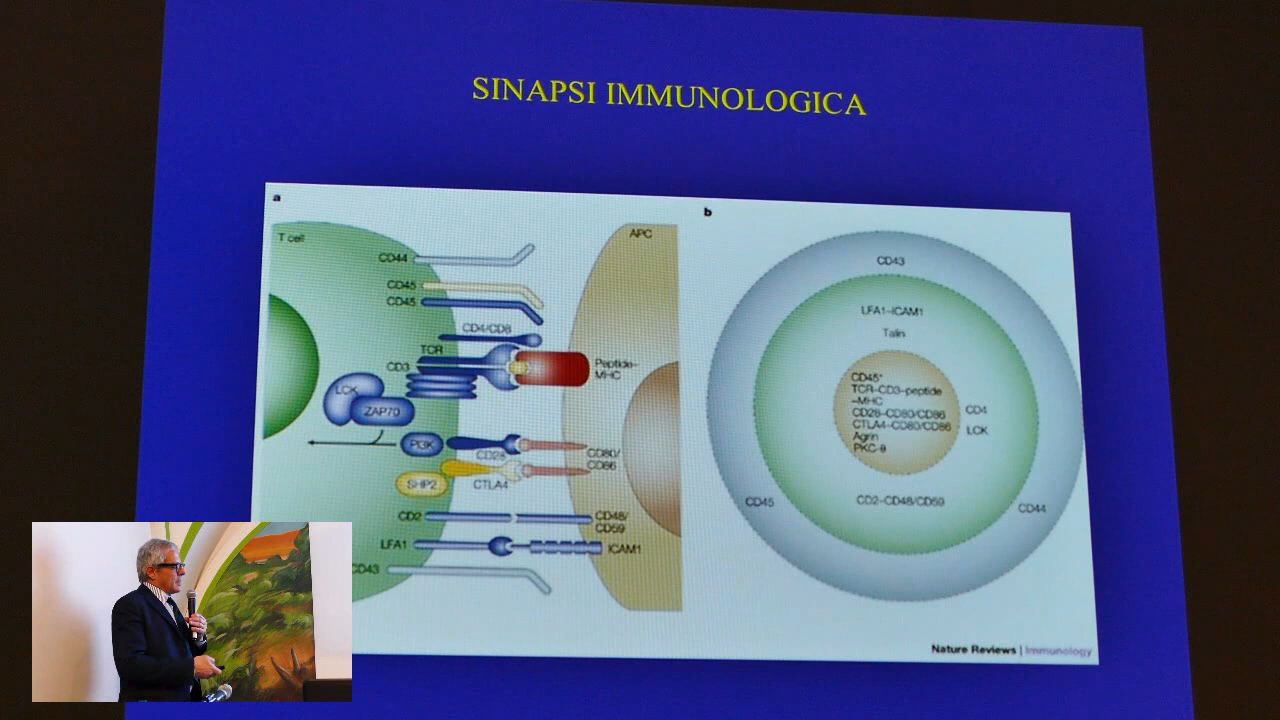 SINAPSI IMMUNOLOGICA
a
T cell
APC
CD44
CD45
CD45
CD4/CD8
TCR
CD3
Peptide-
MHC
LCK
ZAP70
PI3K
CD28
CD80/
CD86
SHP2
CTLA4
CD2
CD48/
CD59
LFA1
ICAM1
CD43
b
CD43
LFA1–ICAM1
Talin
CD45*
TCR–CD3–peptide
–MHC
CD28–CD80/CD86
CTLA4–CD80/CD86
Agrin
PKC-θ
CD4
LCK
CD45
CD2–CD48/CD59
CD44
Nature Reviews | Immunology